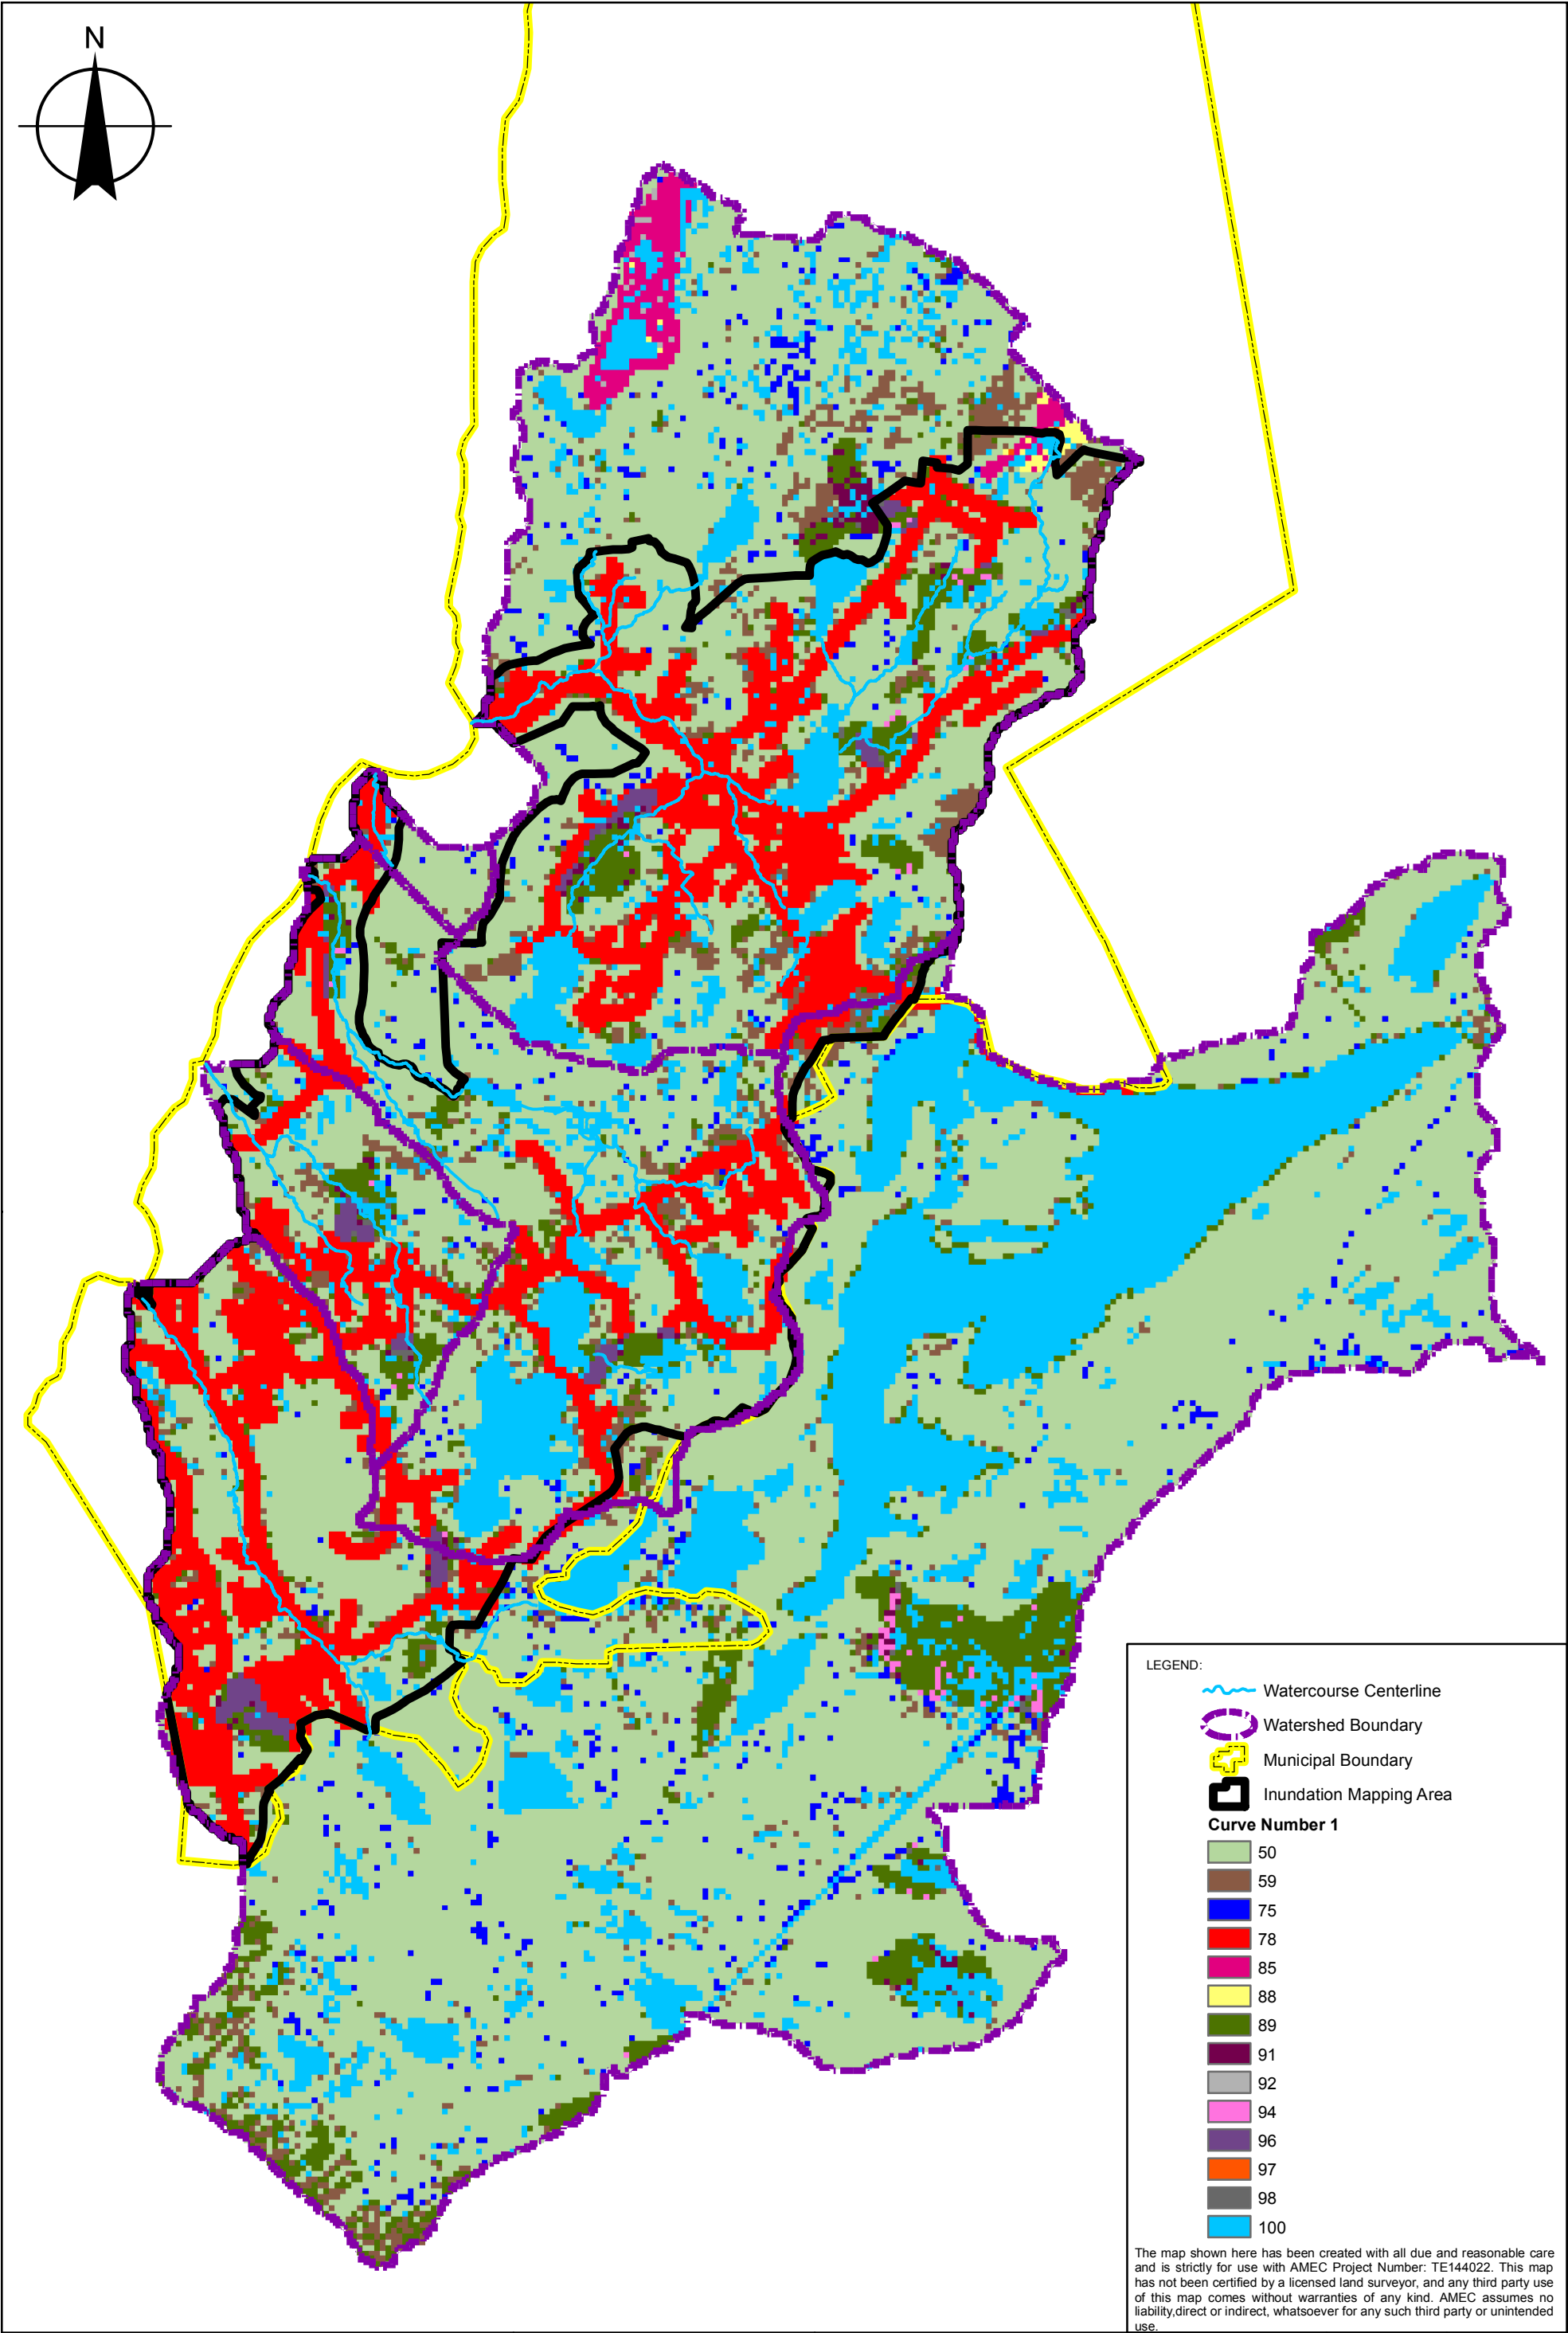 N
LEGEND:
Watercourse Centerline
Watershed Boundary
Municipal Boundary
Inundation Mapping Area
Curve Number 1
50
59
75
78
85
88
89
91
92
94
96
97
98
100
The map shown here has been created with all due and reasonable care
and is strictly for use with AMEC Project Number: TE144022. This map
has not been certified by a licensed land surveyor, and any third party use
of this map comes without warranties of any kind. AMEC assumes no
liability,direct or indirect, whatsoever for any such third party or unintended
use.